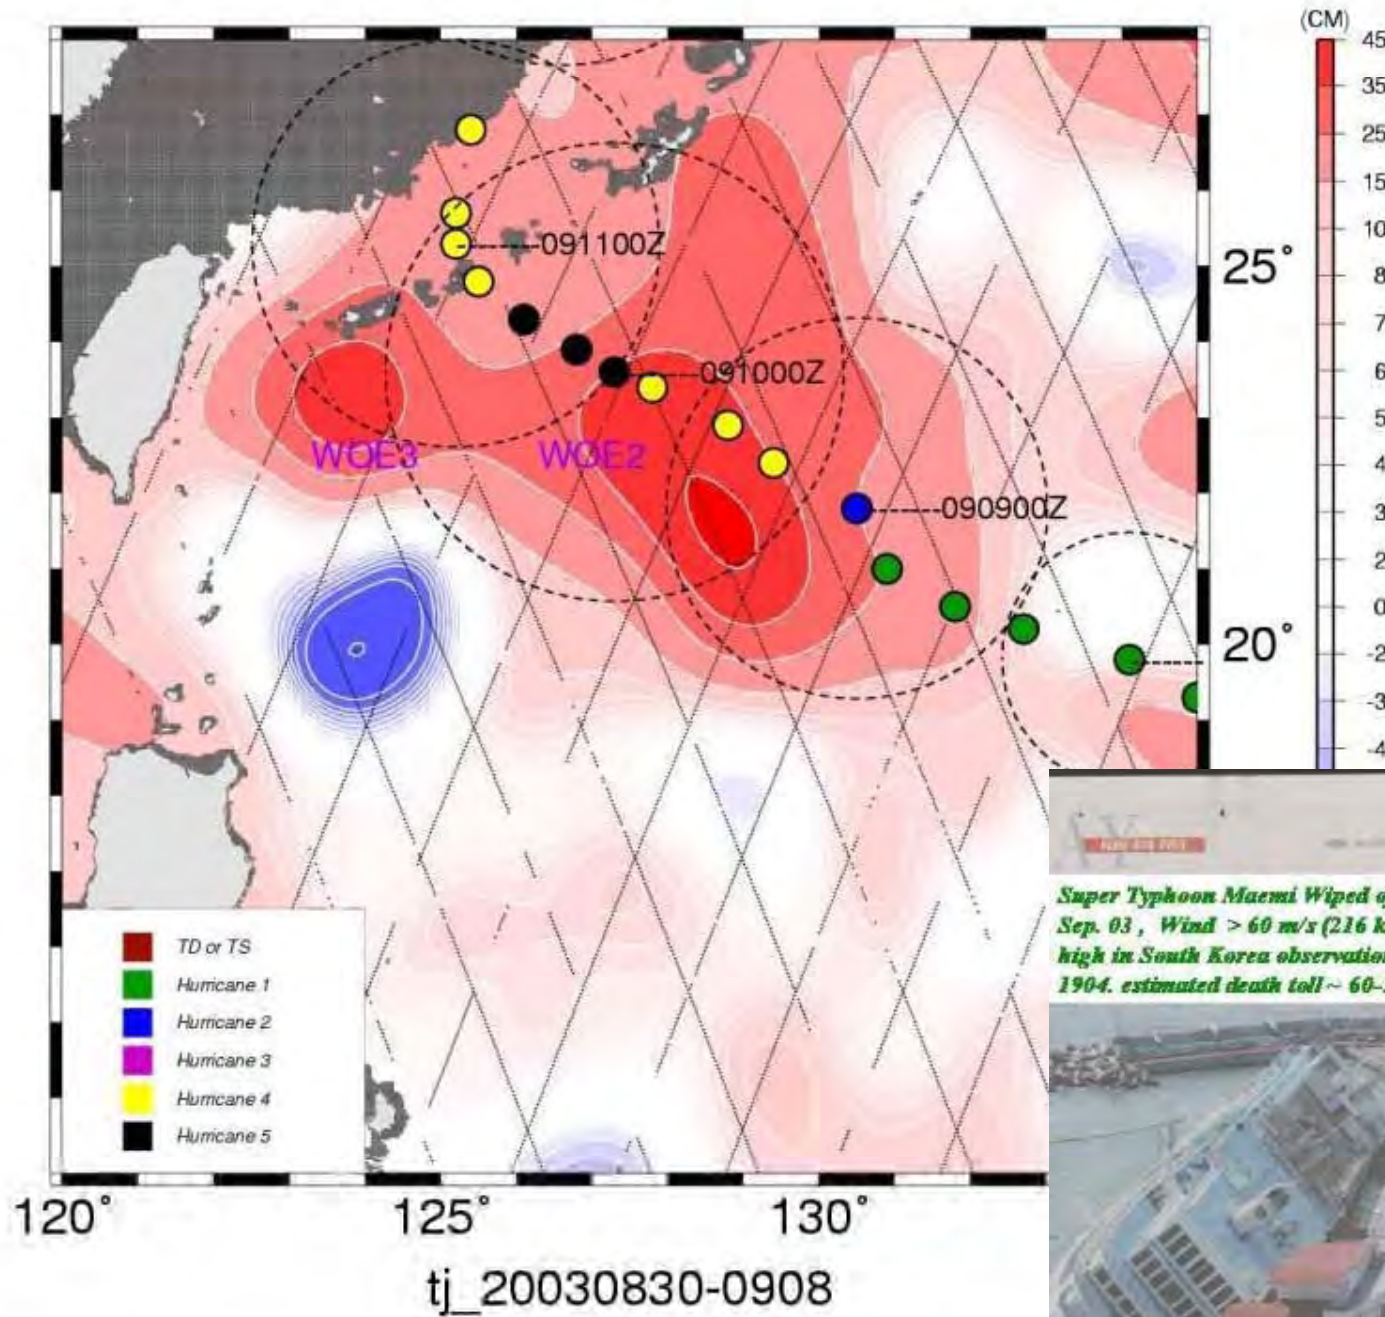 (CM)
45
35
25
15
10
8
7
6
5
4
3
2
0
-2
-3
-4
25°
20°
091100Z
091000Z
090900Z
WOE3
WOE2
TD or TS
Hurricane 1
Hurricane 2
Hurricane 3
Hurricane 4
Hurricane 5
120°
125°
130°
tj_20030830-0908
Super Typhoon Maemi Wiped
Sep. 03 , Wind > 60 m/s (216
high in South Korea observation
1904. estimated death toll ~ 60-